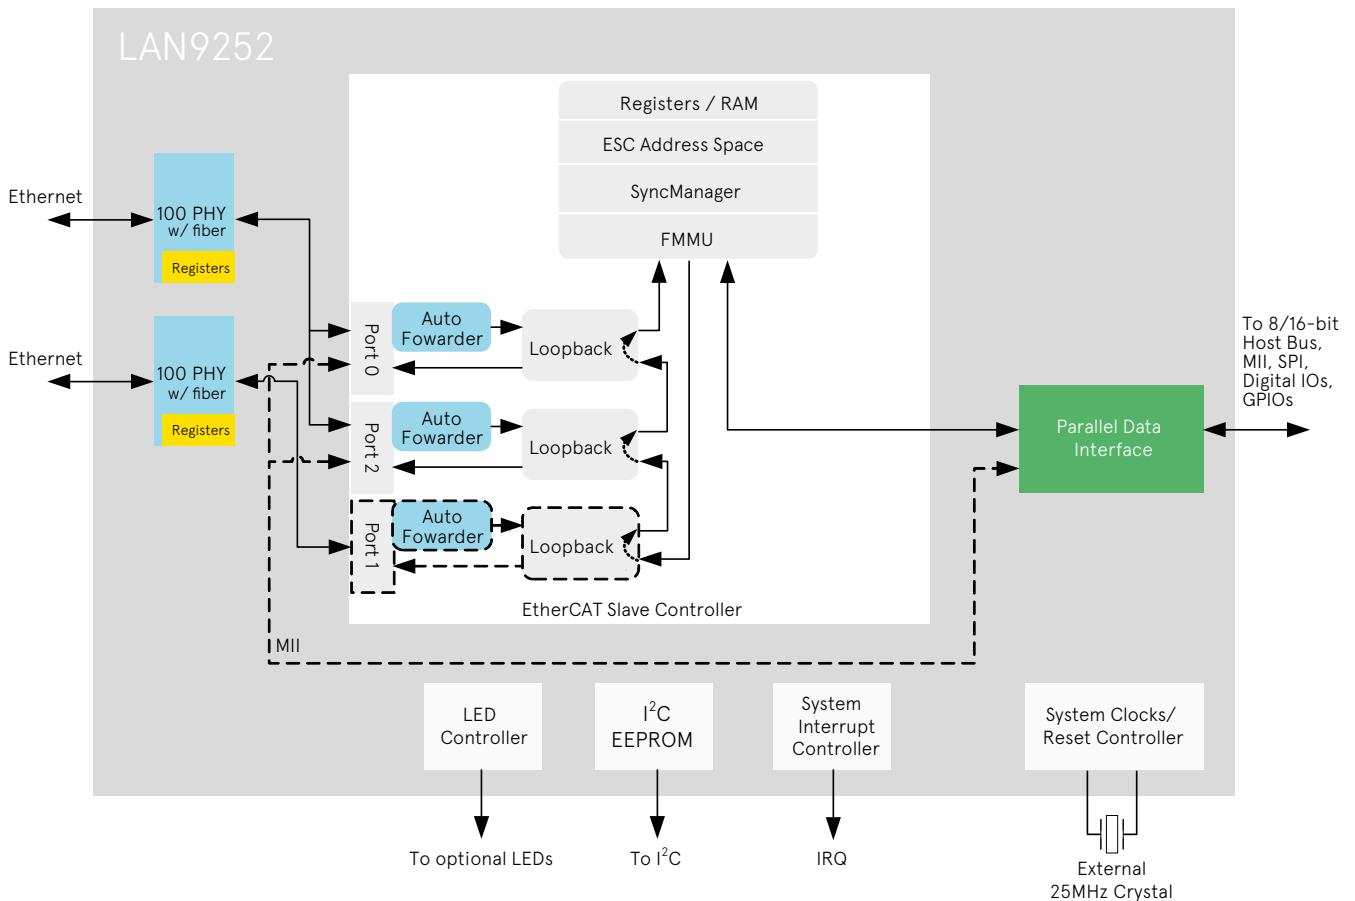 LAN9252
Registers / RAM
ESC Address Space
SyncManager
FMMU
Ethernet
100 PHY
w/ fiber
Registers
Ethernet
100 PHY
w/ fiber
Registers
Port 0
Auto
Fowarder
Loopback
Port 2
Auto
Fowarder
Loopback
Port 1
Auto
Fowarder
Loopback
EtherCAT Slave Controller
MII
Parallel Data
Interface
To 8/16-bit
Host Bus,
MII, SPI,
Digital IOs,
GPIOs
LED
Controller
I²C
EEPROM
System
Interrupt
Controller
System Clocks/
Reset Controller
To optional LEDs
To I²C
IRQ
External
25MHz Crystal